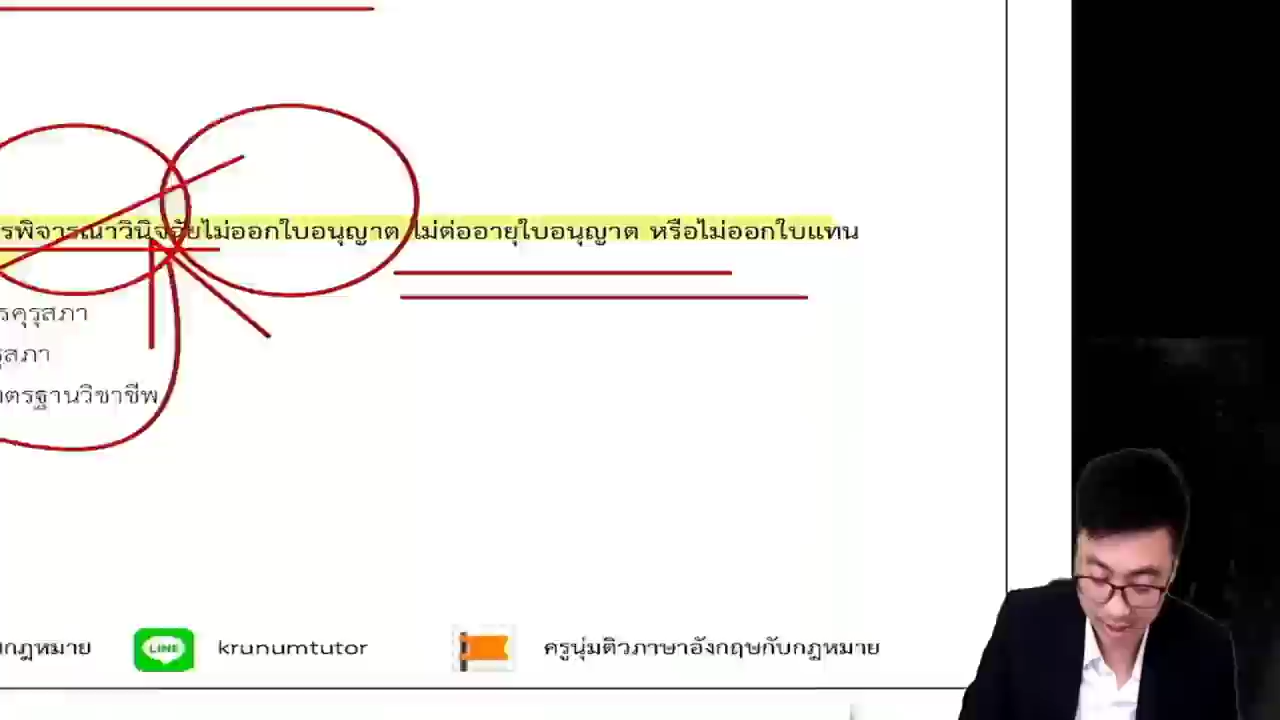 รพิจารณาวินิจฉัยไม่ออกใบอนุญาต ไม่ต่ออายุใบอนุญาต หรือไม่ออกใบแทน
รคุรุสภา
รุสภา
าตรฐานวิชาชีพ
กฎหมาย LINE krunumtutor ครูนุ่มติวภาษาอังกฤษกับกฎหมาย